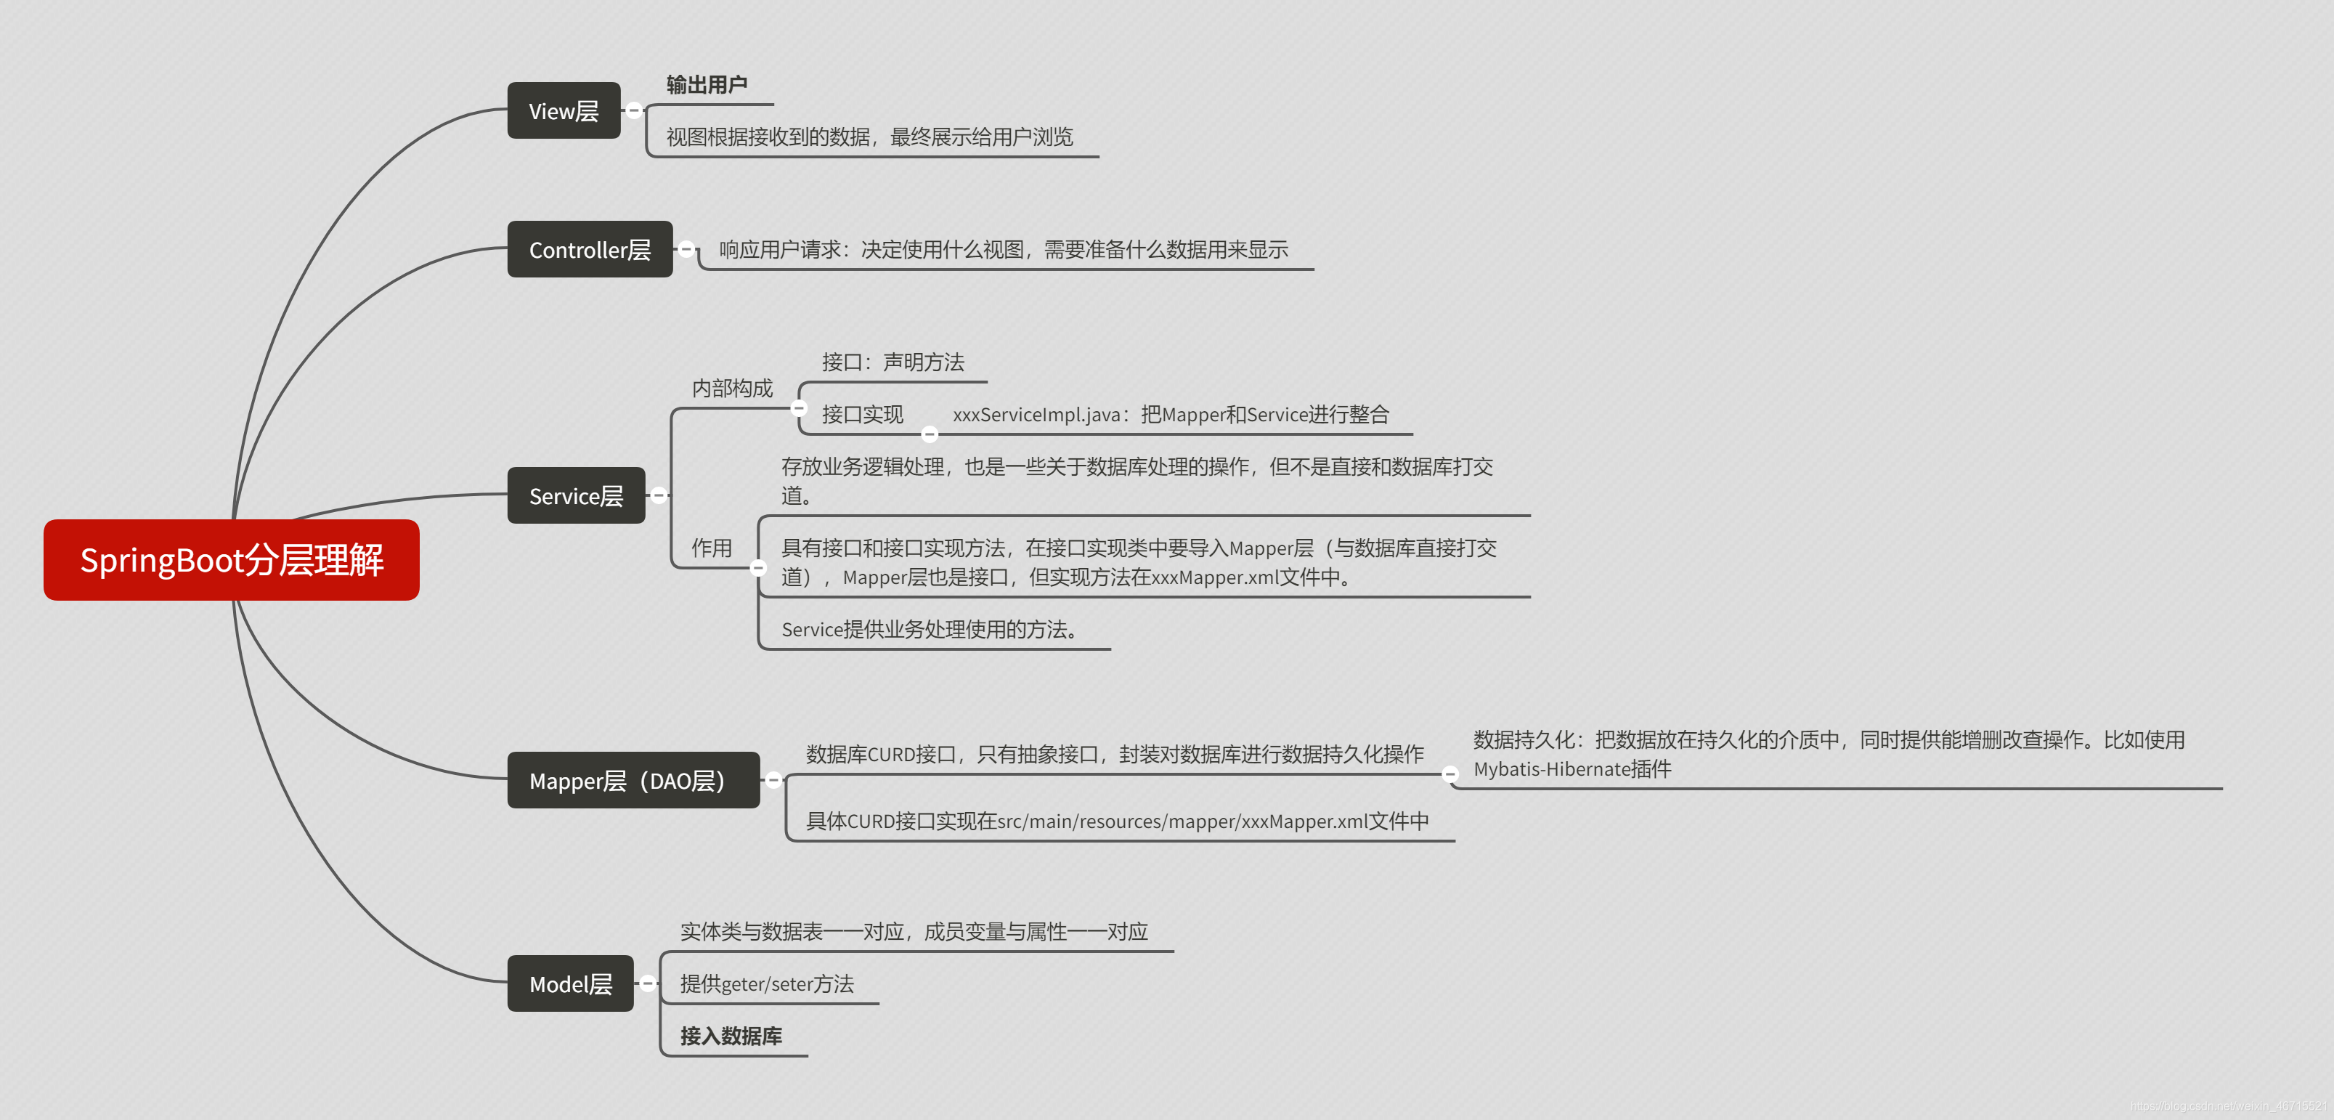 输出用户
View层
视图根据接收到的数据，最终展示给用户浏览
Controller层
响应用户请求：决定使用什么视图，需要准备什么数据用来显示
接口：声明方法
内部构成
接口实现
xxxServiceImpl.java：把Mapper和Service进行整合
存放业务逻辑处理，也是一些关于数据库处理的操作，但不是直接和数据库打交
道。
Service层
作用
具有接口和接口实现方法，在接口实现类中要导入Mapper层（与数据库直接打交
道），Mapper层也是接口，但实现方法在xxxMapper.xml文件中。
SpringBoot分层理解
Service提供业务处理使用的方法。
数据库CURD接口，只有抽象接口，封装对数据库进行数据持久化操作
数据持久化：把数据放在持久化的介质中，同时提供能增删改查操作。比如使用
Mybatis-Hibernate插件
Mapper层（DAO层）
具体CURD接口实现在src/main/resources/mapper/xxxMapper.xml文件中
实体类与数据表一一对应，成员变量与属性一一对应
Model层
提供geter/seter方法
接入数据库
https://blog.csdn.net/weixin_46715521